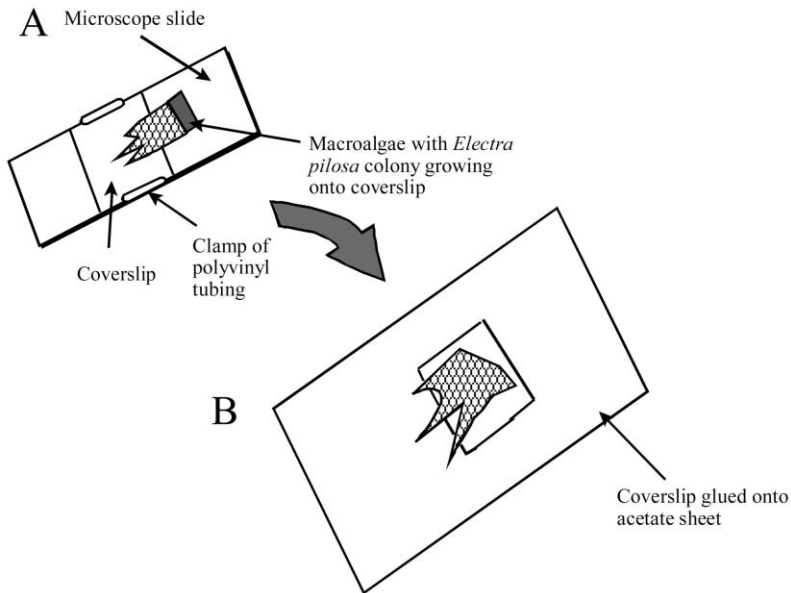 A
Microscope slide
Macroalgae with Electra
pilosa colony growing
onto coverslip
Coverslip
Clamp of
polyvinyl
tubing
B
Coverslip glued onto
acetate sheet